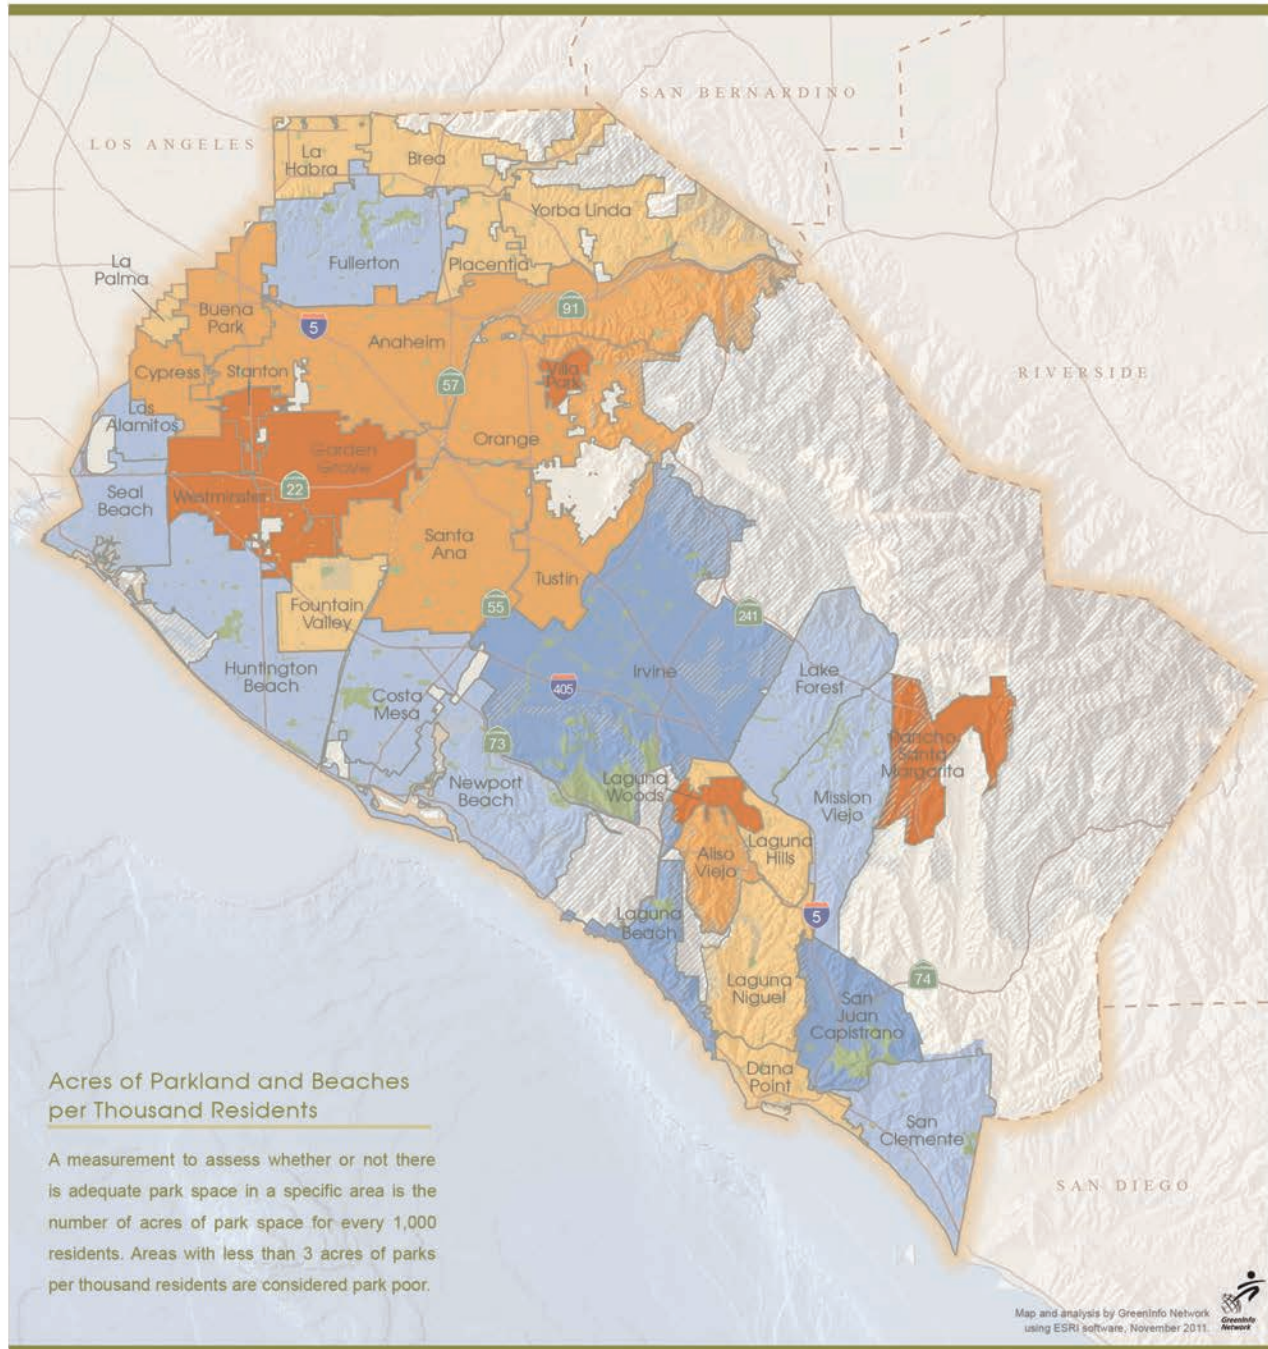 SAN BERNARDINO
LOS ANGELES
La
Habra
Brea
Yorba Linda
La
Palma
Fullerton
Placentia
Buena
Park
5
91
Anaheim
Cypress
Stanton
57
Villa
Park
RIVERSIDE
Los
Alamitos
Orange
Garden
Grove
22
Seal
Beach
Westminster
Santa
Ana
Tustin
Fountain
Valley
55
241
Huntington
Beach
Irvine
Lake
Forest
405
Costa
Mesa
73
Rancho
Santa
Margarita
Newport
Beach
Laguna
Woods
Mission
Viejo
Laguna
Hills
Aliso
Viejo
Laguna
Beach
5
74
Laguna
Niguel
San
Juan
Capistrano
Dana
Point
San
Clemente
SAN DIEGO
Acres of Parkland and Beaches
per Thousand Residents
A measurement to assess whether or not there
is adequate park space in a specific area is the
number of acres of park space for every 1,000
residents. Areas with less than 3 acres of parks
per thousand residents are considered park poor.
Map and analysis by GreenInfo Network
using ESRI software, November 2011.
GreenInfo
Network